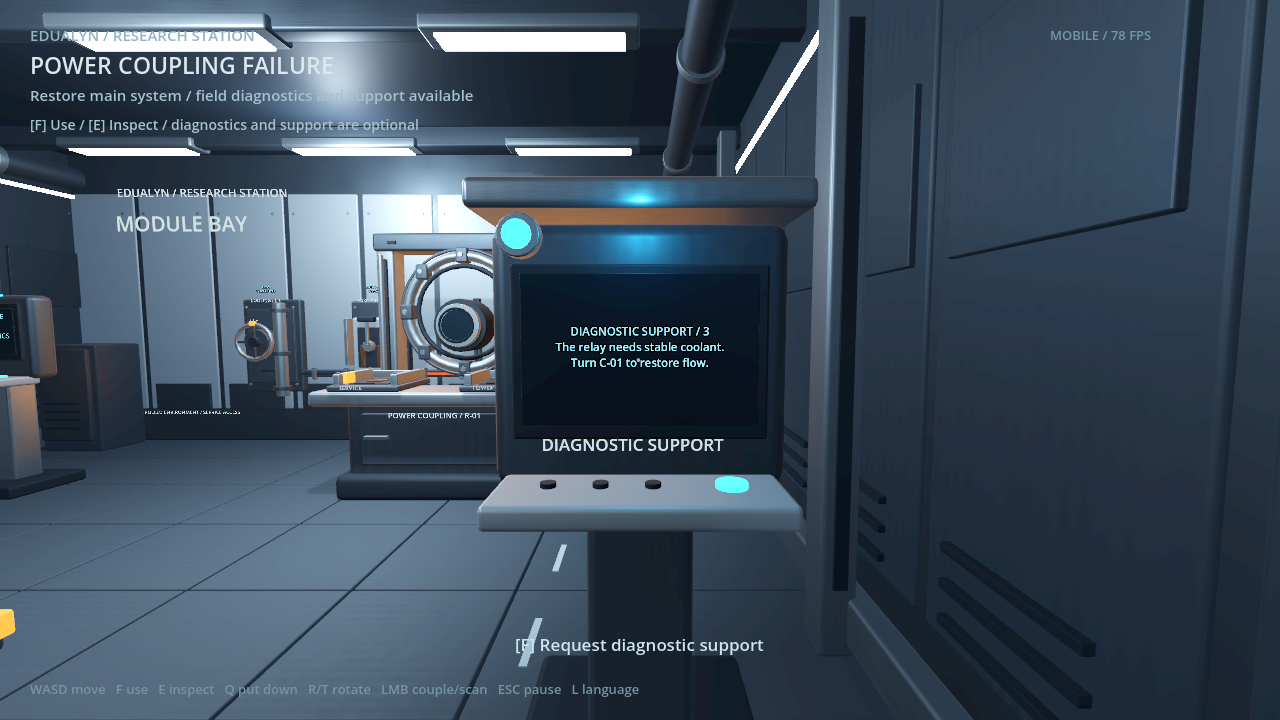 EDUALYN / RESEARCH STATION
MOBILE / 78 FPS
POWER COUPLING FAILURE
Restore main system / field diagnostics and support available
[F] Use / [E] Inspect / diagnostics and support are optional
EDUALYN / RESEARCH STATION
MODULE BAY
DIAGNOSTIC SUPPORT / 3
The relay needs stable coolant.
Turn C-01 to restore flow.
SERVICE
POWER COUPLING / R-01
DIAGNOSTIC SUPPORT
[F] Request diagnostic support
WASD move F use E inspect Q put down R/T rotate LMB couple/scan ESC pause L language